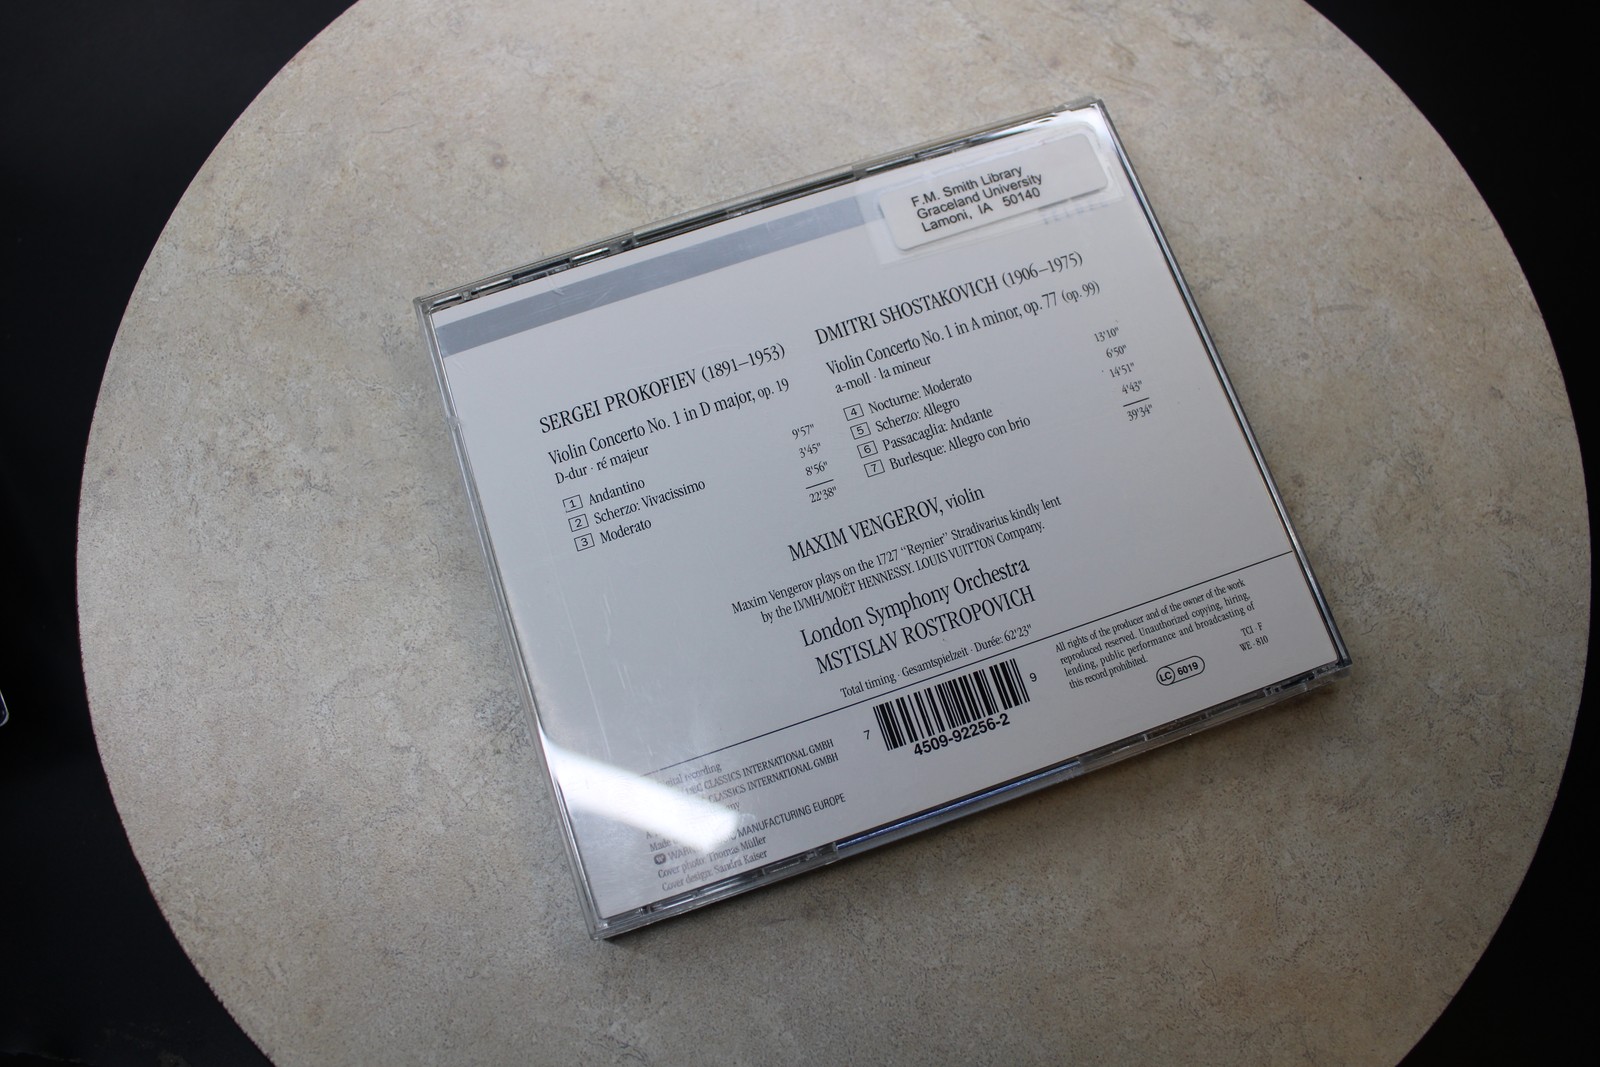 F.M. Smith Library
Graceland University
Lamoni, IA 50140
SERGEI PROKOFIEV (1891–1953)
Violin Concerto No. 1 in D major, op. 19
D-dur · ré majeur
1 Andantino 9'57"
2 Scherzo: Vivacissimo 3'45"
3 Moderato 8'56"
22'38"
DMITRI SHOSTAKOVICH (1906–1975)
Violin Concerto No. 1 in A minor, op. 77 (op. 99)
a-moll · la mineur
4 Nocturne: Moderato 13'10"
5 Scherzo: Allegro 6'50"
6 Passacaglia: Andante 14'51"
7 Burlesque: Allegro con brio 4'43"
39'34"
MAXIM VENGEROV, violin
Maxim Vengerov plays on the 1727 "Reynier" Stradivarius kindly lent
by the LVMH/MOËT HENNESSY. LOUIS VUITTON Company.
London Symphony Orchestra
MSTISLAV ROSTROPOVICH
Total timing · Gesamtspielzeit · Durée: 62'23"
recording
CLASSICS INTERNATIONAL GMBH
CLASSICS INTERNATIONAL GMBH
Made
MANUFACTURING EUROPE
Cover photo: Thomas Müller
Cover design: Sandra Kaiser
7 4509-92256-2 9
All rights of the producer and of the owner of the work
reproduced reserved. Unauthorized copying, hiring,
lending, public performance and broadcasting of
this record prohibited.
LC 6019
TCI · F
WE · 810